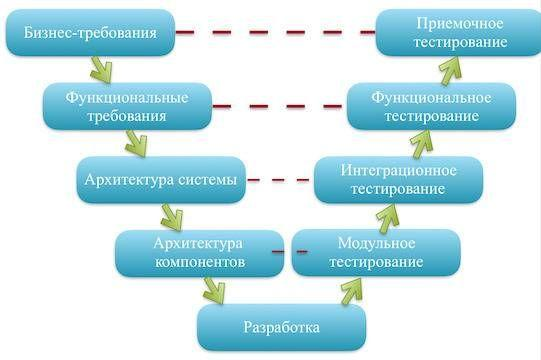 Бизнес-требования
Приемочное
тестирование
Функциональные
требования
Функциональное
тестирование
Архитектура системы
Интеграционное
тестирование
Архитектура
компонентов
Модульное
тестирование
Разработка